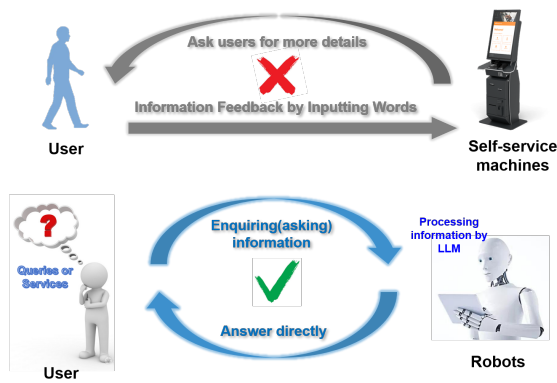 Ask users for more details
Information Feedback by Inputting Words
User
Self-service
machines
?
Queries or
Services
Enquiring(asking)
information
Processing
information by
LLM
Answer directly
User
Robots